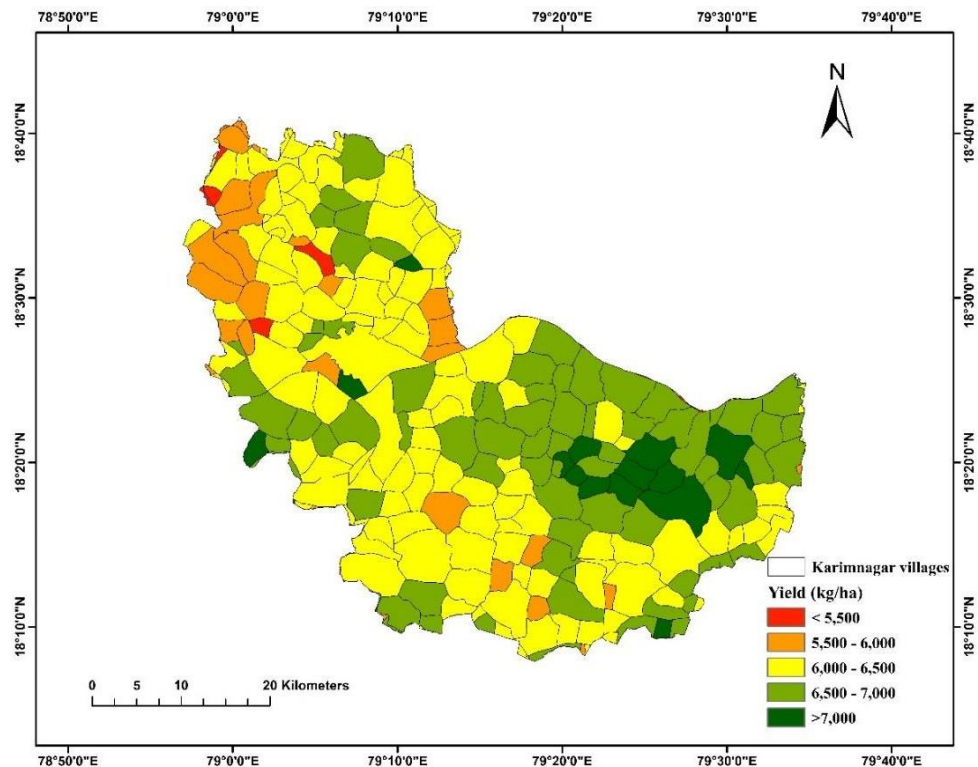 78°50'0"E 79°0'0"E 79°10'0"E 79°20'0"E 79°30'0"E 79°40'0"E
N
18°40'0"N 18°40'0"N
18°30'0"N 18°30'0"N
18°20'0"N 18°20'0"N
18°10'0"N 18°10'0"N
Karimnagar villages
Yield (kg/ha)
< 5,500
5,500 - 6,000
6,000 - 6,500
6,500 - 7,000
>7,000
0 5 10 20 Kilometers
78°50'0"E 79°0'0"E 79°10'0"E 79°20'0"E 79°30'0"E 79°40'0"E